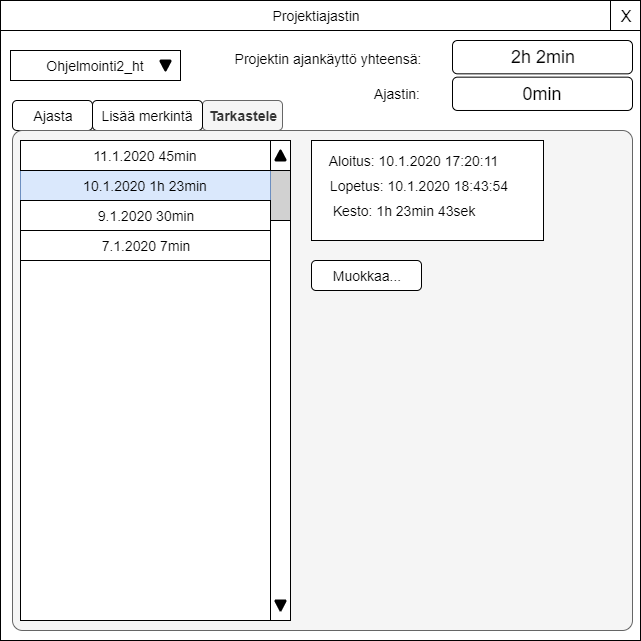 Projektiajastin
X
Ohjelmointi2_ht
Projektin ajankäyttö yhteensä:
2h 2min
Ajastin:
0min
Ajasta
Lisää merkintä
Tarkastele
11.1.2020 45min
10.1.2020 1h 23min
9.1.2020 30min
7.1.2020 7min
Aloitus: 10.1.2020 17:20:11
Lopetus: 10.1.2020 18:43:54
Kesto: 1h 23min 43sek
Muokkaa...